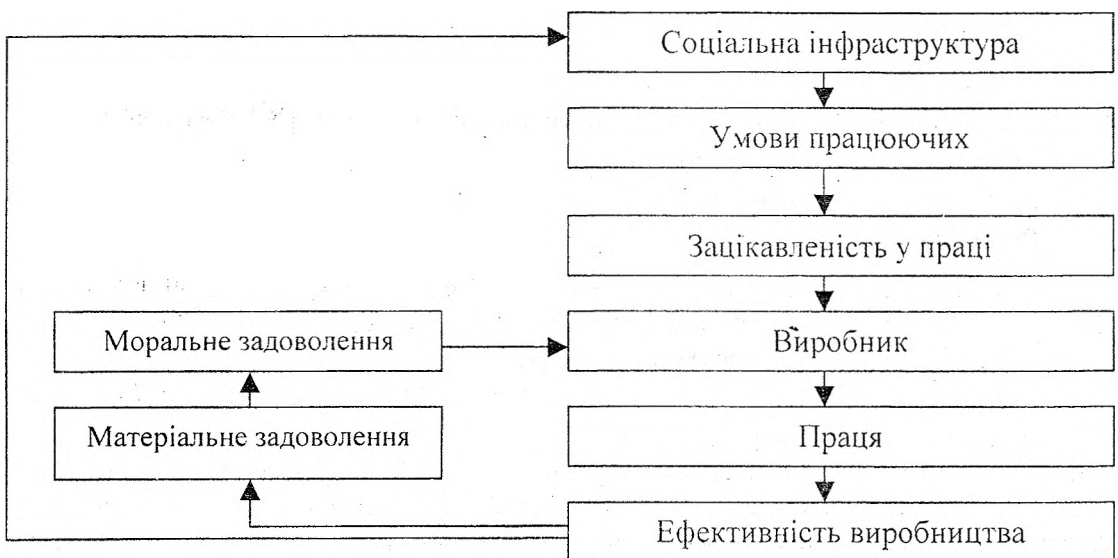 Соціальна інфраструктура
Умови працюючих
Зацікавленість у праці
Моральне задоволення
Виробник
Матеріальне задоволення
Праця
Ефективність виробництва